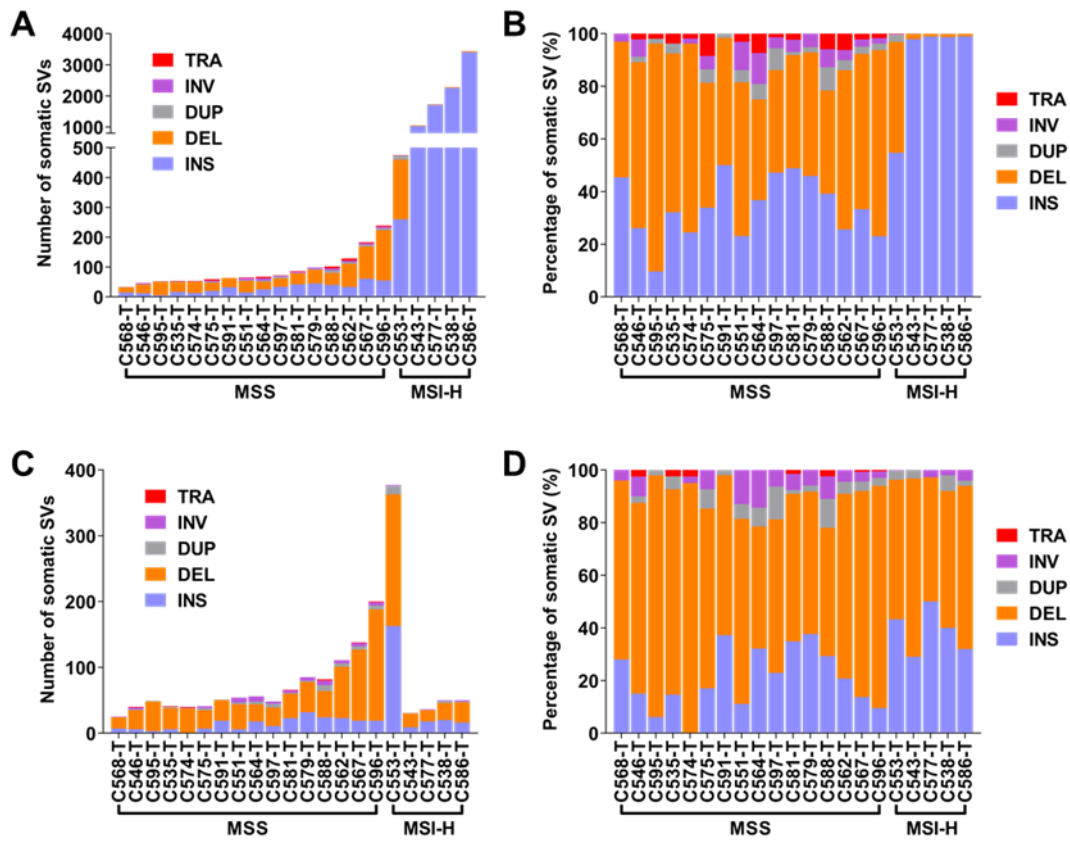 A
Number of somatic SVs
4000
3000
2000
1000
500
400
300
200
100
0
TRA
INV
DUP
DEL
INS
C568-T
C546-T
C595-T
C535-T
C574-T
C575-T
C591-T
C551-T
C564-T
C597-T
C581-T
C579-T
C588-T
C562-T
C567-T
C596-T
C553-T
C543-T
C577-T
C538-T
C586-T
MSS
MSI-H
B
Percentage of somatic SV (%)
100
80
60
40
20
0
C568-T
C546-T
C595-T
C535-T
C574-T
C575-T
C591-T
C551-T
C564-T
C597-T
C581-T
C579-T
C588-T
C562-T
C567-T
C596-T
C553-T
C543-T
C577-T
C538-T
C586-T
MSS
MSI-H
TRA
INV
DUP
DEL
INS
C
Number of somatic SVs
400
300
200
100
0
TRA
INV
DUP
DEL
INS
C568-T
C546-T
C595-T
C535-T
C574-T
C575-T
C591-T
C551-T
C564-T
C597-T
C581-T
C579-T
C588-T
C562-T
C567-T
C596-T
C553-T
C543-T
C577-T
C538-T
C586-T
MSS
MSI-H
D
Percentage of somatic SV (%)
100
80
60
40
20
0
C568-T
C546-T
C595-T
C535-T
C574-T
C575-T
C591-T
C551-T
C564-T
C597-T
C581-T
C579-T
C588-T
C562-T
C567-T
C596-T
C553-T
C543-T
C577-T
C538-T
C586-T
MSS
MSI-H
TRA
INV
DUP
DEL
INS